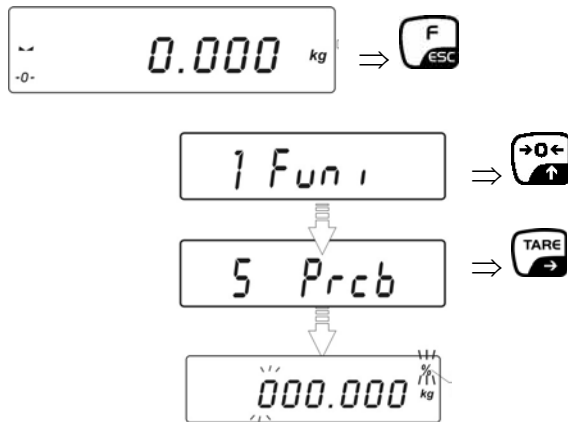 0.000 kg ⇒ F ESC
-0-
1 Funi ⇒ →0← ↑
5 Prcb ⇒ TARE →
%
000.000 kg